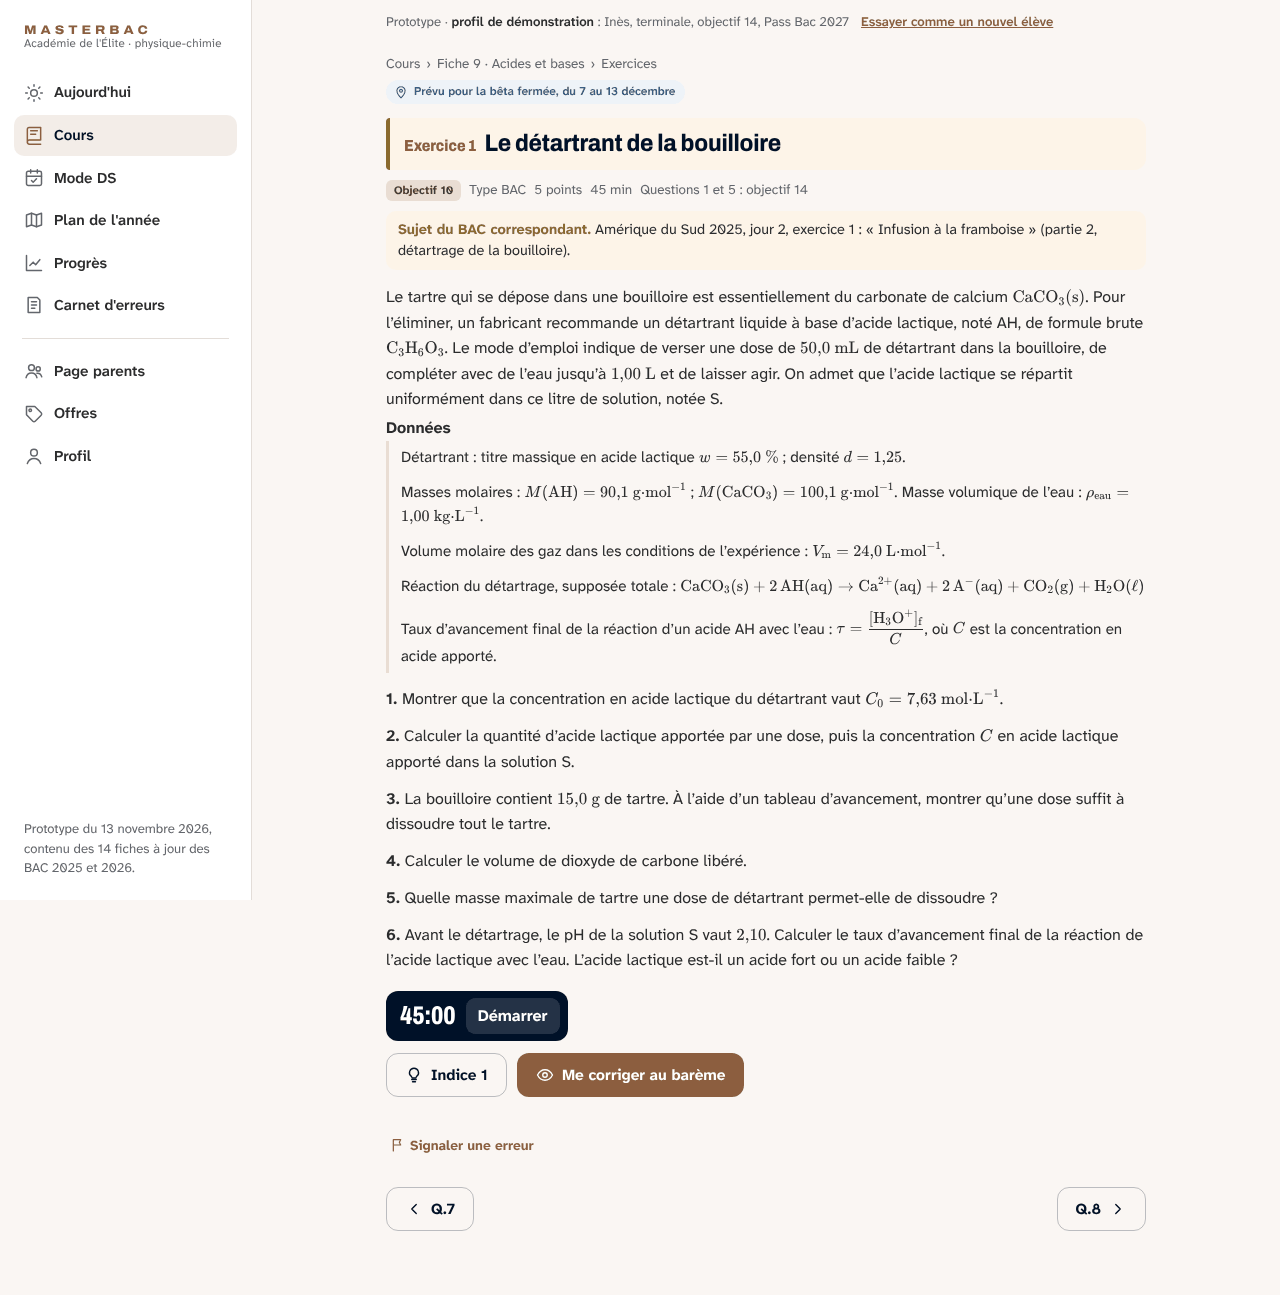 MASTERBAC
Académie de l'Élite · physique-chimie
Aujourd'hui
Cours
Mode DS
Plan de l'année
Progrès
Carnet d'erreurs
Page parents
Offres
Profil
Prototype du 13 novembre 2026,
contenu des 14 fiches à jour des
BAC 2025 et 2026.
Prototype · profil de démonstration : Inès, terminale, objectif 14, Pass Bac 2027 Essayer comme un nouvel élève
Cours › Fiche 9 · Acides et bases › Exercices
Prévu pour la bêta fermée, du 7 au 13 décembre
Exercice 1 Le détartrant de la bouilloire
Objectif 10 Type BAC 5 points 45 min Questions 1 et 5 : objectif 14
Sujet du BAC correspondant. Amérique du Sud 2025, jour 2, exercice 1 : « Infusion à la framboise » (partie 2,
détartrage de la bouilloire).
Le tartre qui se dépose dans une bouilloire est essentiellement du carbonate de calcium CaCO₃(s). Pour
l’éliminer, un fabricant recommande un détartrant liquide à base d’acide lactique, noté AH, de formule brute
C₃H₆O₃. Le mode d’emploi indique de verser une dose de 50,0 mL de détartrant dans la bouilloire, de
compléter avec de l’eau jusqu’à 1,00 L et de laisser agir. On admet que l’acide lactique se répartit
uniformément dans ce litre de solution, notée S.
Données
Détartrant : titre massique en acide lactique w = 55,0 % ; densité d = 1,25.
Masses molaires : M(AH) = 90,1 g·mol⁻¹ ; M(CaCO₃) = 100,1 g·mol⁻¹. Masse volumique de l’eau : ρ_eau =
1,00 kg·L⁻¹.
Volume molaire des gaz dans les conditions de l’expérience : V_m = 24,0 L·mol⁻¹.
Réaction du détartrage, supposée totale : CaCO₃(s) + 2 AH(aq) → Ca²⁺(aq) + 2 A⁻(aq) + CO₂(g) + H₂O(ℓ)
Taux d’avancement final de la réaction d’un acide AH avec l’eau : τ = [H₃O⁺]_f / C, où C est la concentration en
acide apporté.
1. Montrer que la concentration en acide lactique du détartrant vaut C₀ = 7,63 mol·L⁻¹.
2. Calculer la quantité d’acide lactique apportée par une dose, puis la concentration C en acide lactique
apporté dans la solution S.
3. La bouilloire contient 15,0 g de tartre. À l’aide d’un tableau d’avancement, montrer qu’une dose suffit à
dissoudre tout le tartre.
4. Calculer le volume de dioxyde de carbone libéré.
5. Quelle masse maximale de tartre une dose de détartrant permet-elle de dissoudre ?
6. Avant le détartrage, le pH de la solution S vaut 2,10. Calculer le taux d’avancement final de la réaction de
l’acide lactique avec l’eau. L’acide lactique est-il un acide fort ou un acide faible ?
45:00 Démarrer
Indice 1 Me corriger au barème
Signaler une erreur
Q.7 Q.8